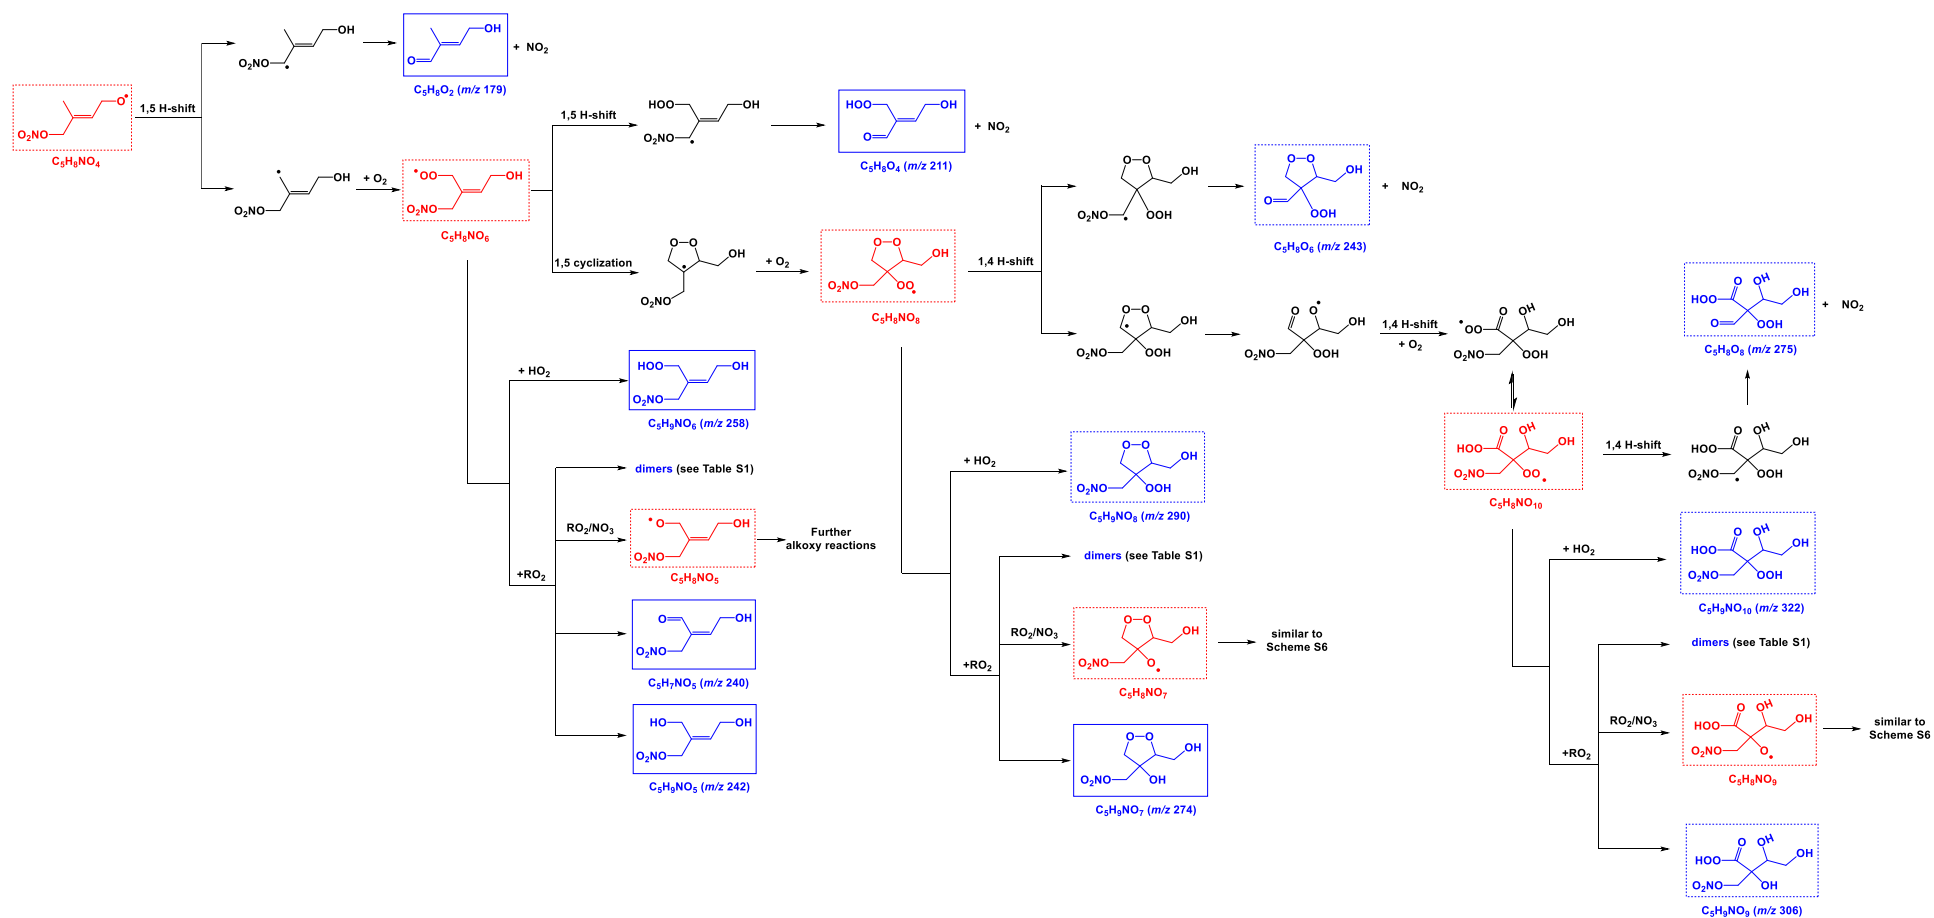 OH
O₂NO
•
OH
O
+ NO₂
C₅H₈O₂ (m/z 179)
O•
O₂NO
C₅H₈NO₄
1,5 H-shift
•
OH
O₂NO
+ O₂
•OO
OH
O₂NO
C₅H₈NO₆
1,5 H-shift
HOO
OH
O₂NO
•
HOO
OH
O
+ NO₂
C₅H₈O₄ (m/z 211)
1,5 cyclization
O–O
OH
•
O₂NO
+ O₂
O–O
OH
O₂NO
OO•
C₅H₈NO₈
1,4 H-shift
O–O
OH
O₂NO
•
OOH
O–O
OH
O
OOH
+ NO₂
C₅H₈O₆ (m/z 243)
O–O
•
OH
O₂NO
OOH
O
O•
OH
O₂NO
OOH
1,4 H-shift
+ O₂
•OO
O
OH
OH
O₂NO
OOH
O
OH
HOO
OH
O
OOH
+ NO₂
C₅H₈O₈ (m/z 275)
O
OH
HOO
OH
O₂NO
OO•
C₅H₈NO₁₀
1,4 H-shift
O
OH
HOO
OH
O₂NO
•
OOH
+ HO₂
HOO
OH
O₂NO
C₅H₉NO₆ (m/z 258)
dimers (see Table S1)
+RO₂
RO₂/NO₃
•O
OH
O₂NO
C₅H₈NO₅
Further
alkoxy reactions
O
OH
O₂NO
C₅H₇NO₅ (m/z 240)
HO
OH
O₂NO
C₅H₉NO₅ (m/z 242)
+ HO₂
O–O
OH
O₂NO
OOH
C₅H₉NO₈ (m/z 290)
dimers (see Table S1)
+RO₂
RO₂/NO₃
O–O
OH
O₂NO
O•
C₅H₈NO₇
similar to
Scheme S6
O–O
OH
O₂NO
OH
C₅H₉NO₇ (m/z 274)
+ HO₂
O
OH
HOO
OH
O₂NO
OOH
C₅H₉NO₁₀ (m/z 322)
dimers (see Table S1)
+RO₂
RO₂/NO₃
O
OH
HOO
OH
O₂NO
O•
C₅H₈NO₉
similar to
Scheme S6
O
OH
HOO
OH
O₂NO
OH
C₅H₉NO₉ (m/z 306)